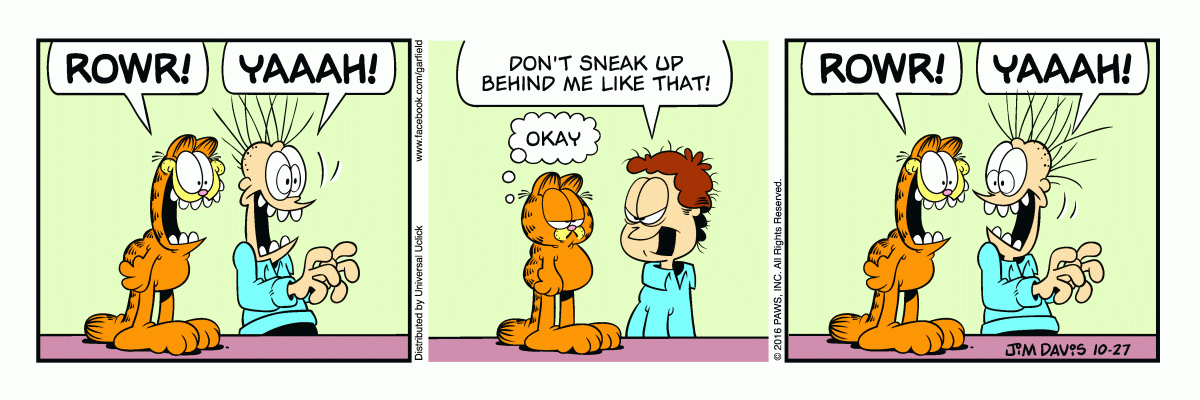 ROWR!
YAAAH!
www.facebook.com/garfield
Distributed by Universal Uclick
DON'T SNEAK UP
BEHIND ME LIKE THAT!
OKAY
© 2016 PAWS, INC. All Rights Reserved.
ROWR!
YAAAH!
JIM DAVIS 10-27